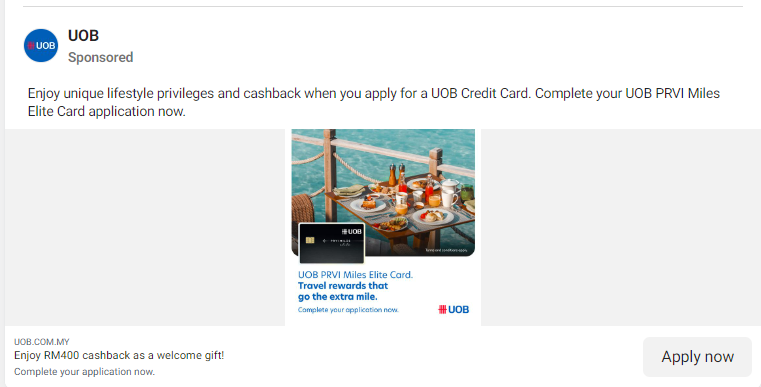 UOB
UOB
Sponsored
Enjoy unique lifestyle privileges and cashback when you apply for a UOB Credit Card. Complete your UOB PRVI Miles
Elite Card application now.
UOB
PRVI MILES
Terms and conditions apply.
UOB PRVI Miles Elite Card.
Travel rewards that
go the extra mile.
Complete your application now.
UOB
UOB.COM.MY
Enjoy RM400 cashback as a welcome gift!
Complete your application now.
Apply now